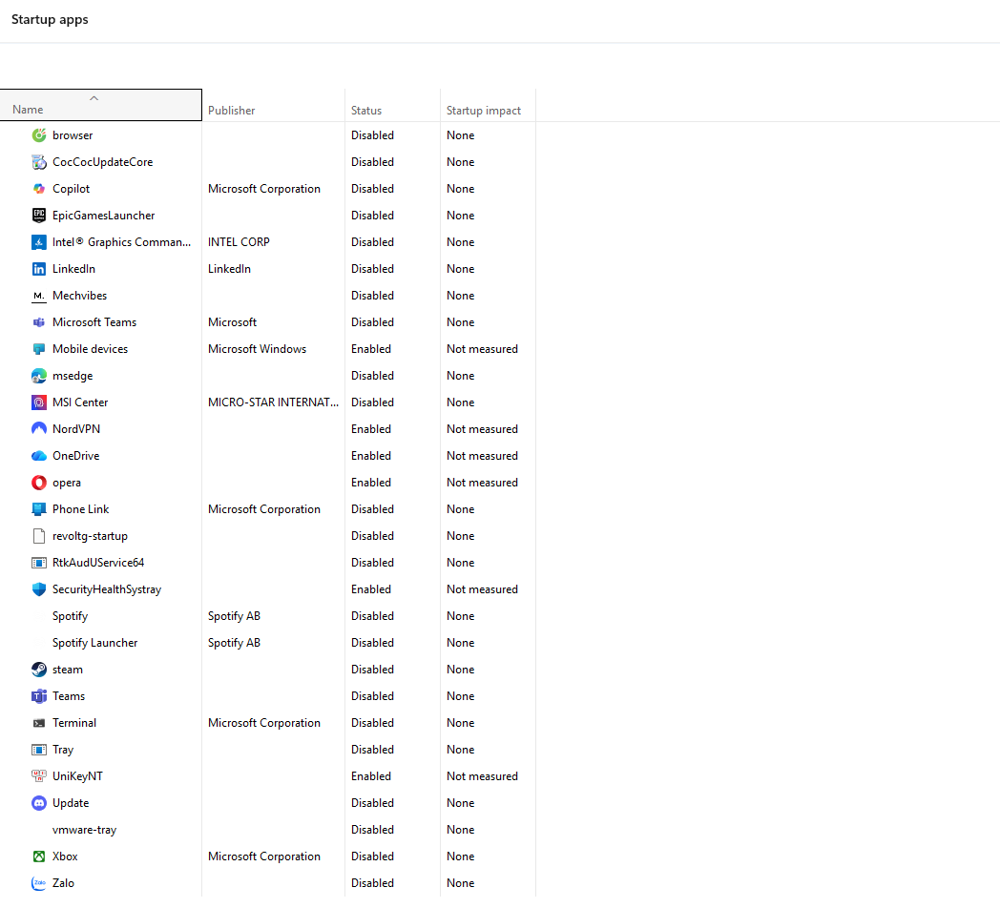 Startup apps
Name Publisher Status Startup impact
browser Disabled None
CocCocUpdateCore Disabled None
Copilot Microsoft Corporation Disabled None
EPIC EpicGamesLauncher Disabled None
Intel® Graphics Comman... INTEL CORP Disabled None
in LinkedIn LinkedIn Disabled None
M. Mechvibes Disabled None
Microsoft Teams Microsoft Disabled None
Mobile devices Microsoft Windows Enabled Not measured
msedge Disabled None
MSI Center MICRO-STAR INTERNAT... Disabled None
NordVPN Enabled Not measured
OneDrive Enabled Not measured
opera Enabled Not measured
Phone Link Microsoft Corporation Disabled None
revoltg-startup Disabled None
RtkAudUService64 Disabled None
SecurityHealthSystray Enabled Not measured
Spotify Spotify AB Disabled None
Spotify Launcher Spotify AB Disabled None
steam Disabled None
Teams Disabled None
Terminal Microsoft Corporation Disabled None
Tray Disabled None
UniKeyNT Enabled Not measured
Update Disabled None
vmware-tray Disabled None
Xbox Microsoft Corporation Disabled None
Zalo Zalo Disabled None